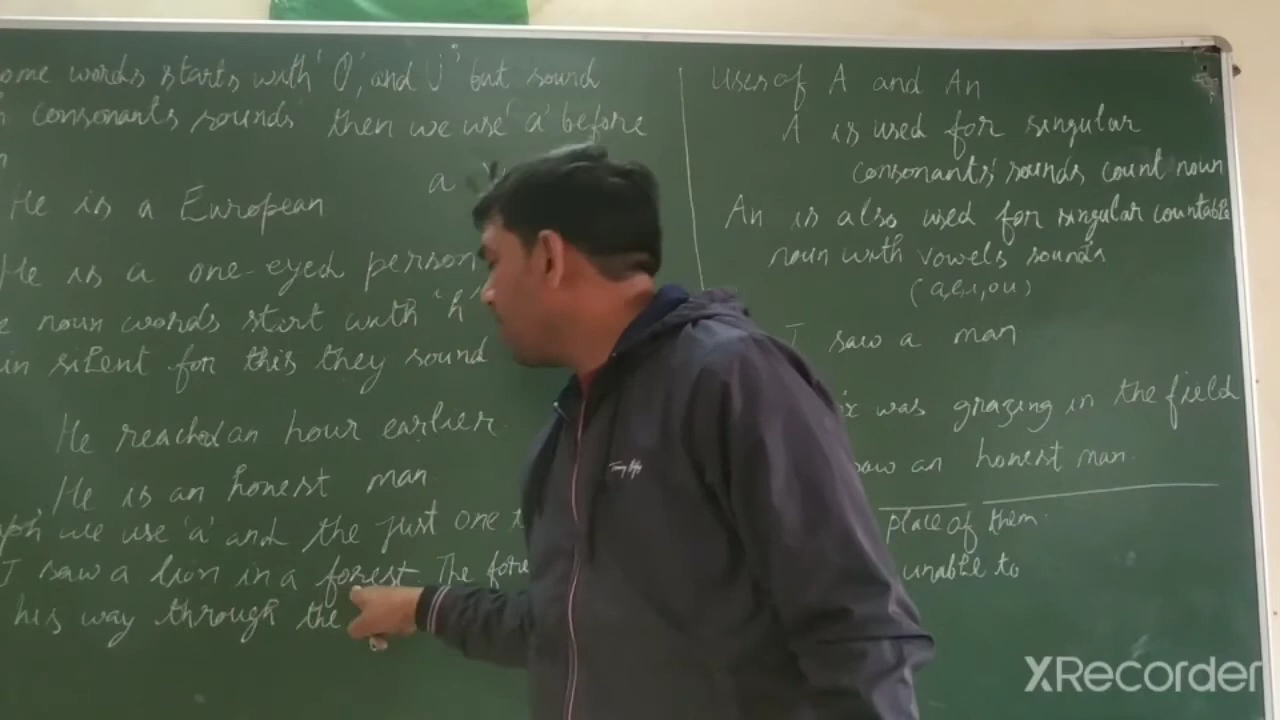 ome words starts with 'O', and U' but sound
consonants sounds then we use 'a' before
He is a European
a
He is a one-eyed person
noun words start with 'h'
in silent for this they sound
He reached an hour earlier.
He is an honest man
we use 'a' and the just one
I saw a lion in a forest. The fore
his way through the
Uses of A and An
A is used for singular
consonants' sounds count noun
An is also used for singular countable
noun with vowels sounds
(a,e,i,ou)
I saw a man
was grazing in the field
saw an honest man.
place of them
unable to
XRecorder